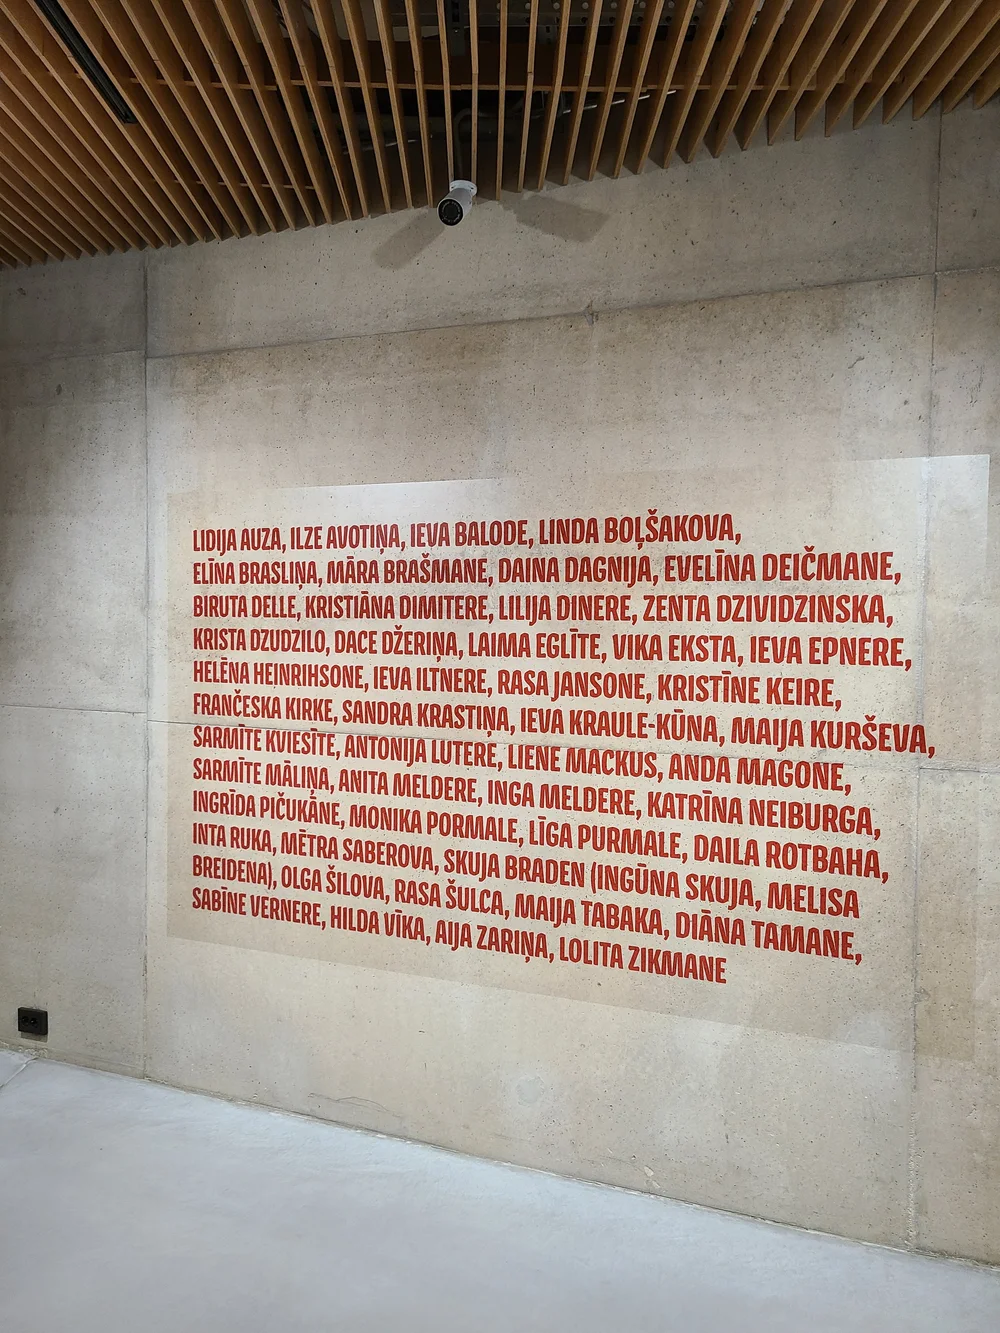 LIDIJA AUZA, ILZE AVOTIŅA, IEVA BALODE, LINDA BOĻŠAKOVA,
ELĪNA BRASLIŅA, MĀRA BRAŠMANE, DAINA DAGNIJA, EVELĪNA DEIČMANE,
BIRUTA DELLE, KRISTIĀNA DIMITERE, LILIJA DINERE, ZENTA DZIVIDZINSKA,
KRISTA DZUDZILO, DACE DŽERIŅA, LAIMA EGLĪTE, VIKA EKSTA, IEVA EPNERE,
HELĒNA HEINRIHSONE, IEVA ILTNERE, RASA JANSONE, KRISTĪNE KEIRE,
FRANČESKA KIRKE, SANDRA KRASTIŅA, IEVA KRAULE-KŪNA, MAIJA KURŠEVA,
SARMĪTE KVIESĪTE, ANTONIJA LUTERE, LIENE MACKUS, ANDA MAGONE,
SARMĪTE MĀLIŅA, ANITA MELDERE, INGA MELDERE, KATRĪNA NEIBURGA,
INGRĪDA PIČUKĀNE, MONIKA PORMALE, LĪGA PURMALE, DAILA ROTBAHA,
INTA RUKA, MĒTRA SABEROVA, SKUJA BRADEN (INGŪNA SKUJA, MELISA
BREIDENA), OLGA ŠILOVA, RASA ŠULCA, MAIJA TABAKA, DIĀNA TAMANE,
SABĪNE VERNERE, HILDA VĪKA, AIJA ZARIŅA, LOLITA ZIKMANE